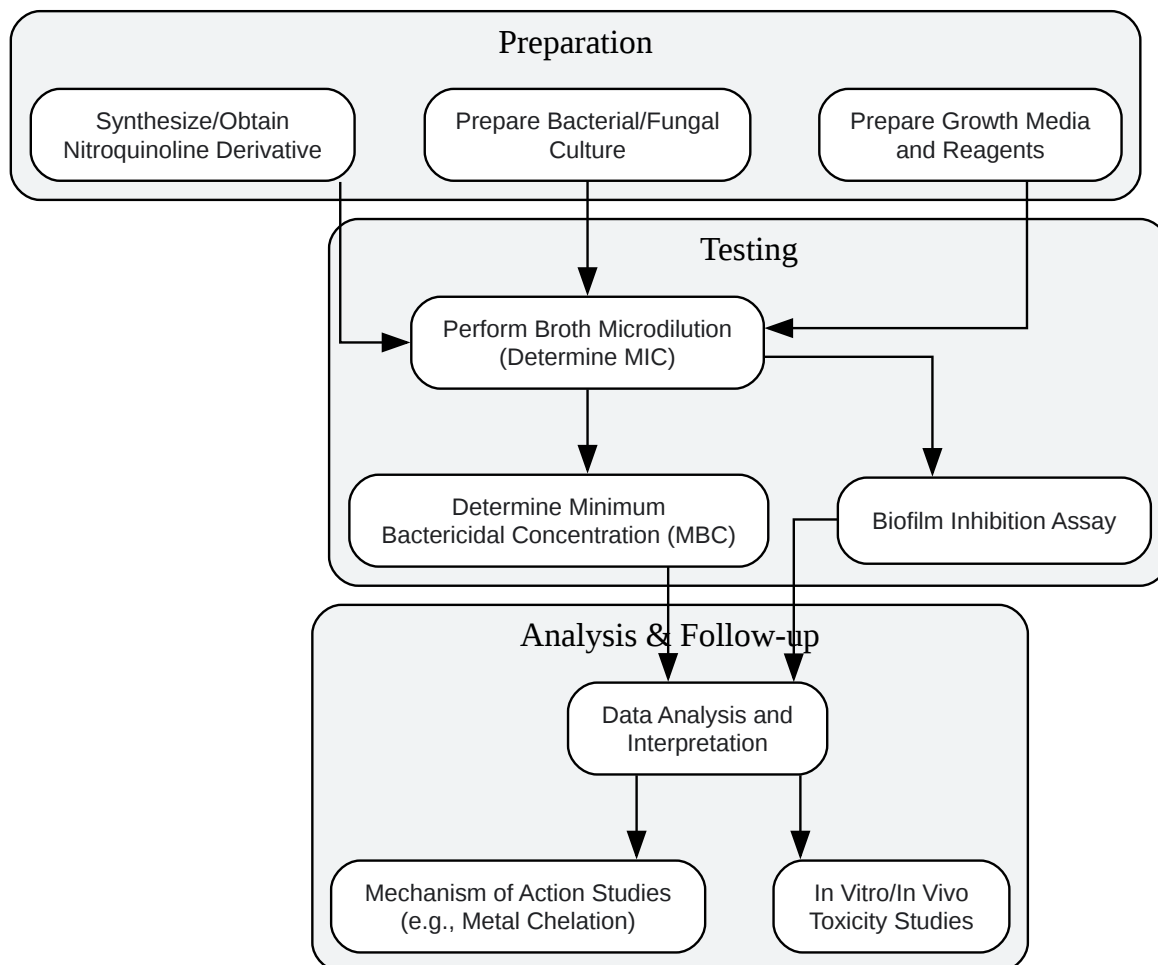 Preparation
Synthesize/Obtain
Nitroquinoline Derivative
Prepare Bacterial/Fungal
Culture
Prepare Growth Media
and Reagents
Testing
Perform Broth Microdilution
(Determine MIC)
Determine Minimum
Bactericidal Concentration (MBC)
Biofilm Inhibition Assay
Analysis & Follow-up
Data Analysis and
Interpretation
Mechanism of Action Studies
(e.g., Metal Chelation)
In Vitro/In Vivo
Toxicity Studies